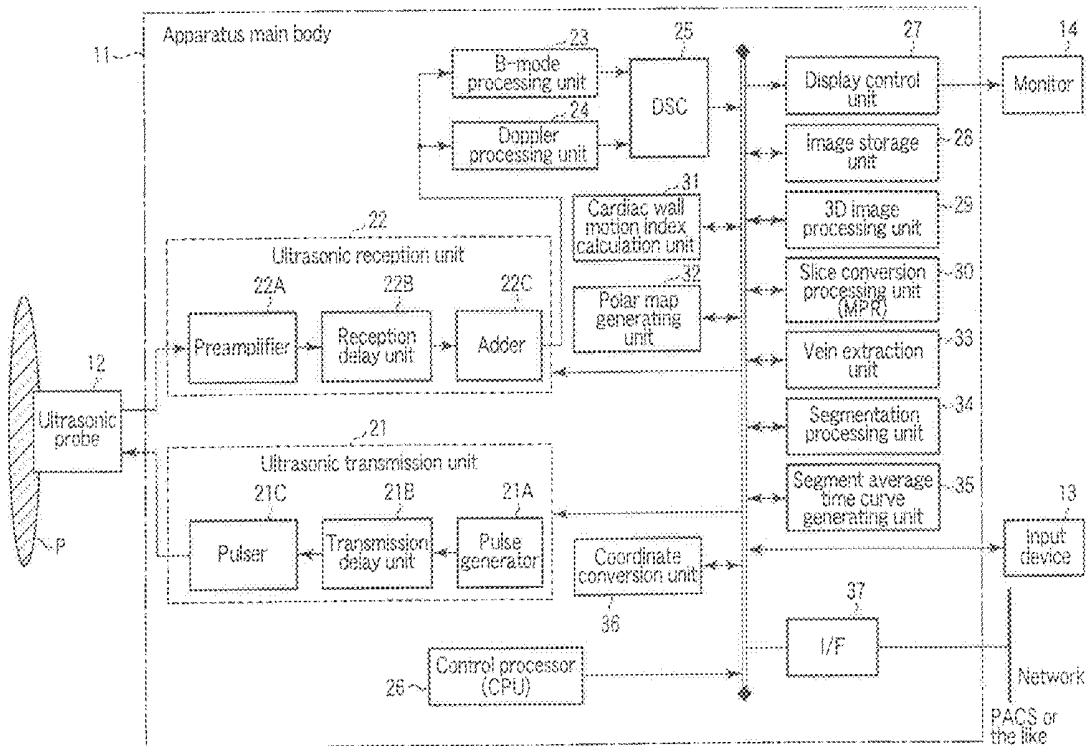 Apparatus main body
11
23
B-mode
processing unit
24
Doppler
processing unit
25
DSC
27
Display control
unit
14
Monitor
28
Image storage
unit
31
Cardiac wall
motion index
calculation unit
29
3D image
processing unit
22
Ultrasonic reception unit
22A
Preamplifier
22B
Reception
delay unit
22C
Adder
32
Polar map
generating
unit
30
Slice conversion
processing unit
(MPR)
33
Vein extraction
unit
12
Ultrasonic
probe
P
34
Segmentation
processing unit
21
Ultrasonic transmission unit
21C
Pulser
21B
Transmission
delay unit
21A
Pulse
generator
35
Segment average
time curve
generating unit
13
Input
device
Coordinate
conversion unit
36
37
I/F
26
Control processor
(CPU)
Network
PACS or
the like